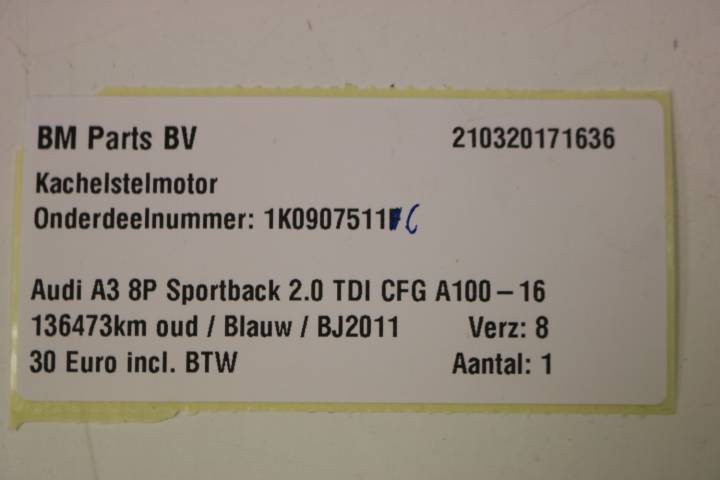 BM Parts BV 210320171636
Kachelstelmotor
Onderdeelnummer: 1K0907511 C
Audi A3 8P Sportback 2.0 TDI CFG A100-16
136473km oud / Blauw / BJ2011 Verz: 8
30 Euro incl. BTW Aantal: 1